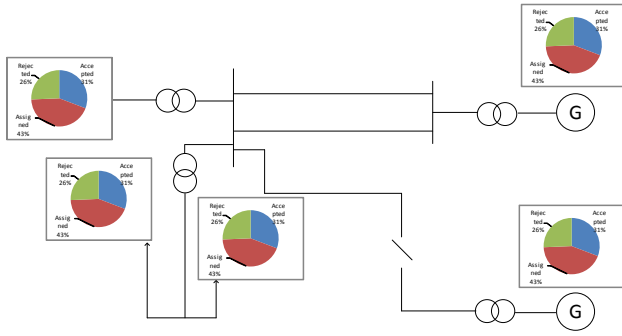 Rejec
ted
26%
Acce
pted
31%
Assig
ned
43%
Rejec
ted
26%
Acce
pted
31%
Assig
ned
43%
G
Rejec
ted
26%
Acce
pted
31%
Assig
ned
43%
Rejec
ted
26%
Acce
pted
31%
Assig
ned
43%
Rejec
ted
26%
Acce
pted
31%
Assig
ned
43%
G